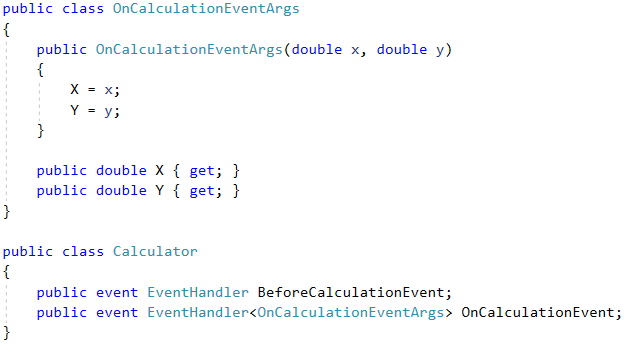 public class OnCalculationEventArgs
{
    public OnCalculationEventArgs(double x, double y)
    {
        X = x;
        Y = y;
    }

    public double X { get; }
    public double Y { get; }
}

public class Calculator
{
    public event EventHandler BeforeCalculationEvent;
    public event EventHandler<OnCalculationEventArgs> OnCalculationEvent;
}